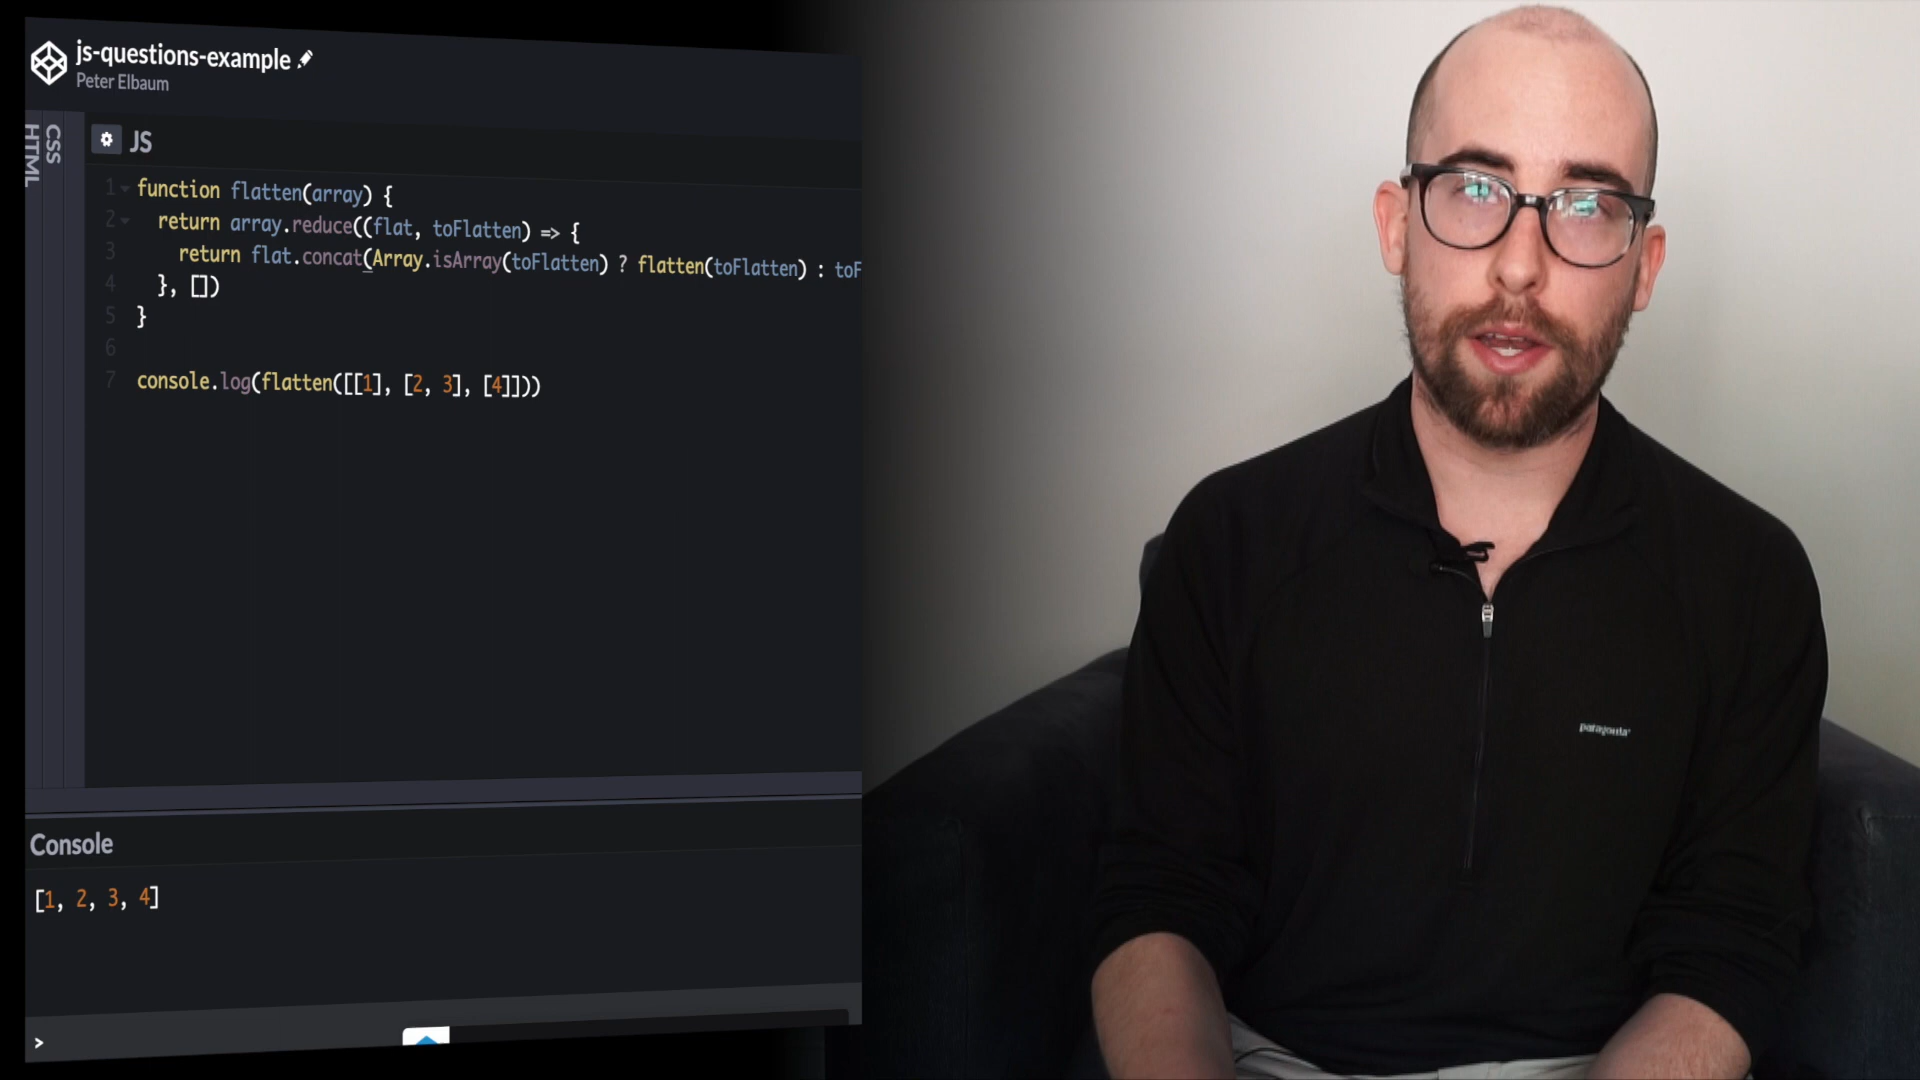 js-questions-example
Peter Elbaum
HTML
CSS
JS
1 function flatten(array) {
2 return array.reduce((flat, toFlatten) => {
3 return flat.concat(Array.isArray(toFlatten) ? flatten(toFlatten) : toF
4 }, [])
5 }
6
7 console.log(flatten([[1], [2, 3], [4]]))
Console
[1, 2, 3, 4]
>
patagonia